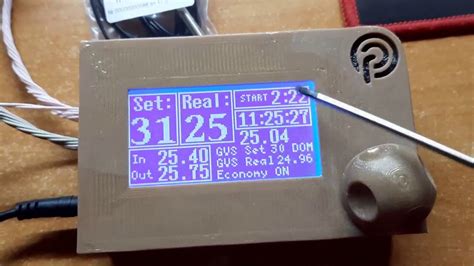 Set:
31
Real:
25
START 2:22
11:25:27
25.04
In 25.40
Out 25.75
GVS Set 30 DOM
GVS Real 24.96
Economy ON